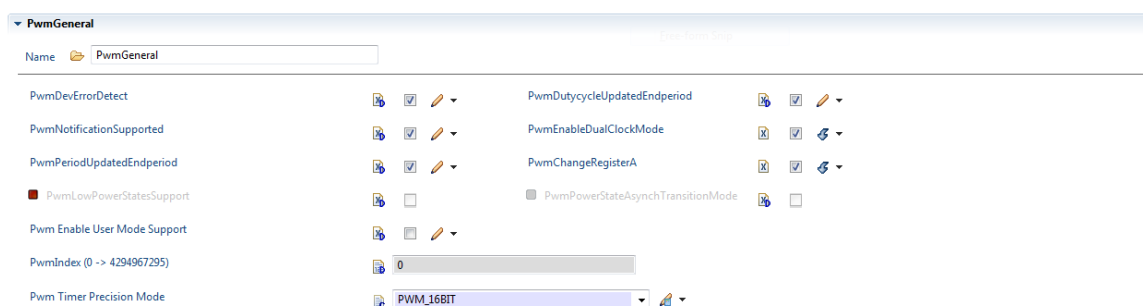 PwmGeneral
Name PwmGeneral
PwmDevErrorDetect PwmDutycycleUpdatedEndperiod
PwmNotificationSupported PwmEnableDualClockMode
PwmPeriodUpdatedEndperiod PwmChangeRegisterA
PwmLowPowerStatesSupport PwmPowerStateAsynchTransitionMode
Pwm Enable User Mode Support
PwmIndex (0 -> 4294967295) 0
Pwm Timer Precision Mode PWM_16BIT